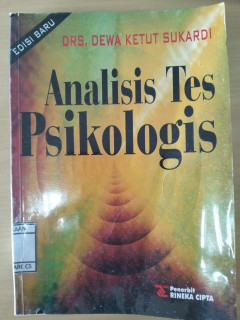 EDISI BARU
DRS. DEWA KETUT SUKARDI
Analisis Tes
Psikologis
Penerbit
RINEKA CIPTA